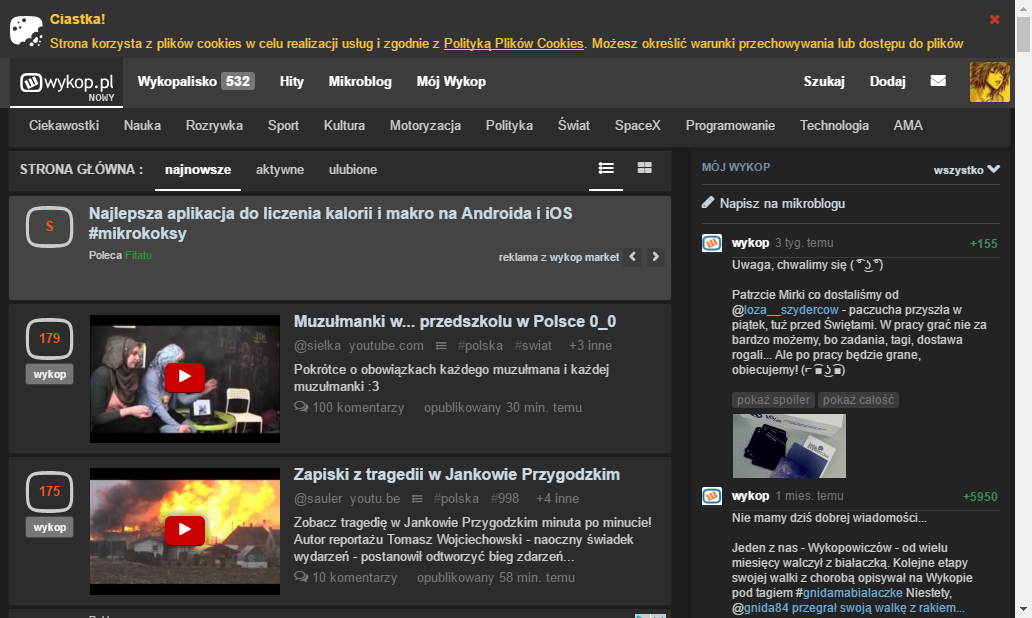 Ciastka!
Strona korzysta z plików cookies w celu realizacji usług i zgodnie z Polityką Plików Cookies. Możesz określić warunki przechowywania lub dostępu do plików
wykop.pl
NOWY
Wykopalisko 532 Hity Mikroblog Mój Wykop Szukaj Dodaj
Ciekawostki Nauka Rozrywka Sport Kultura Motoryzacja Polityka Świat SpaceX Programowanie Technologia AMA
STRONA GŁÓWNA : najnowsze aktywne ulubione
S
Najlepsza aplikacja do liczenia kalorii i makro na Androida i iOS
#mikrokoksy
Poleca Fitatu
reklama z wykop market
179
wykop
Muzułmanki w... przedszkolu w Polsce 0_0
@sielka youtube.com #polska #swiat +3 inne
Pokrótce o obowiązkach każdego muzułmana i każdej
muzułmanki :3
100 komentarzy opublikowany 30 min. temu
175
wykop
Zapiski z tragedii w Jankowie Przygodzkim
@sauler youtu.be #polska #998 +4 inne
Zobacz tragedię w Jankowie Przygodzkim minuta po minucie!
Autor reportażu Tomasz Wojciechowski - naoczny świadek
wydarzeń - postanowił odtworzyć bieg zdarzeń...
10 komentarzy opublikowany 58 min. temu
MÓJ WYKOP wszystko
Napisz na mikroblogu
wykop 3 tyg. temu +155
Uwaga, chwalimy się ( ͡° ͜ʖ ͡°)
Patrzcie Mirki co dostaliśmy od
@loza__szydercow - paczucha przyszła w
piątek, tuż przed Świętami. W pracy grać nie za
bardzo możemy, bo zadania, tagi, dostawa
rogali... Ale po pracy będzie grane,
obiecujemy! (⌐ ͡■ ͜ʖ ͡■)
pokaż spoiler pokaż całość
wykop 1 mies. temu +5950
Nie mamy dziś dobrej wiadomości...
Jeden z nas - Wykopowiczów - od wielu
miesięcy walczył z białaczką. Kolejne etapy
swojej walki z chorobą opisywał na Wykopie
pod tagiem #gnidamabialaczke Niestety,
@gnida84 przegrał swoją walkę z rakiem...